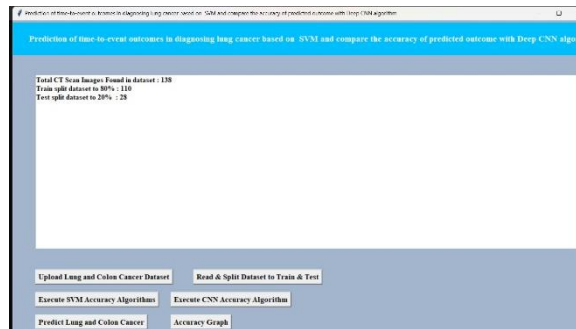 Prediction of time-to-event outcomes in diagnosing lung cancer based on SVM and compare the accuracy of predicted outcome with Deep CNN algorithm
Prediction of time-to-event outcomes in diagnosing lung cancer based on SVM and compare the accuracy of predicted outcome with Deep CNN algo
Total CT Scan Images Found in dataset : 138
Train split dataset to 80% : 110
Test split dataset to 20% : 28
Upload Lung and Colon Cancer Dataset Read & Split Dataset to Train & Test
Execute SVM Accuracy Algorithms Execute CNN Accuracy Algorithm
Predict Lung and Colon Cancer Accuracy Graph